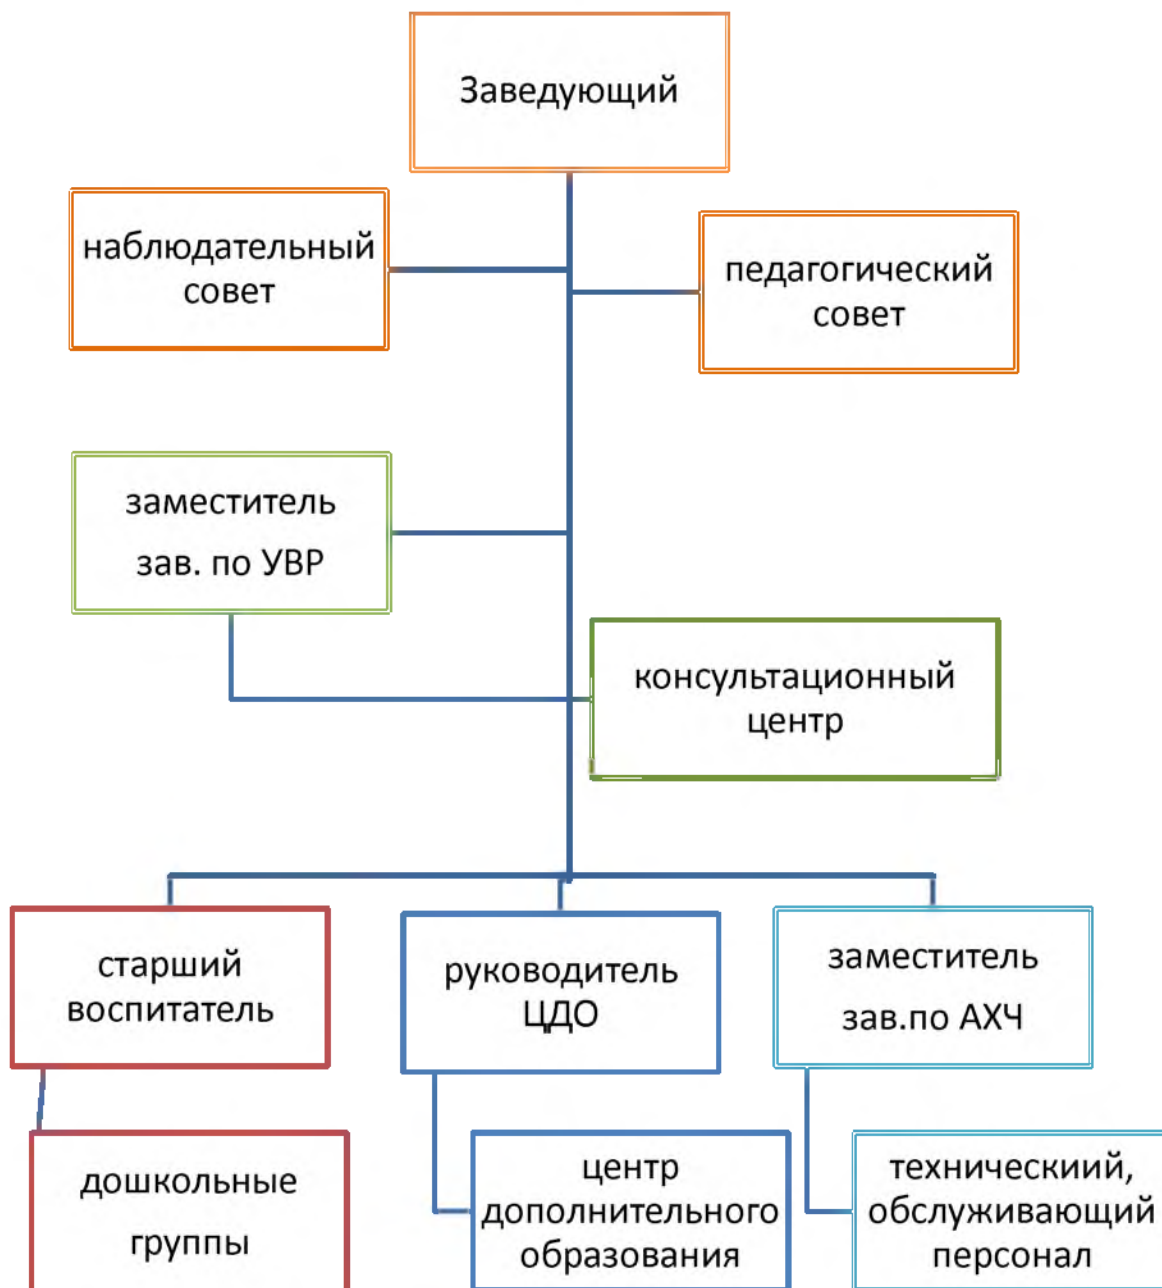 Заведующий
наблюдательный
совет
педагогический
совет
заместитель
зав. по УВР
консультационный
центр
старший
воспитатель
руководитель
ЦДО
заместитель
зав.по АХЧ
дошкольные
группы
центр
дополнительного
образования
техническиий,
обслуживающий
персонал